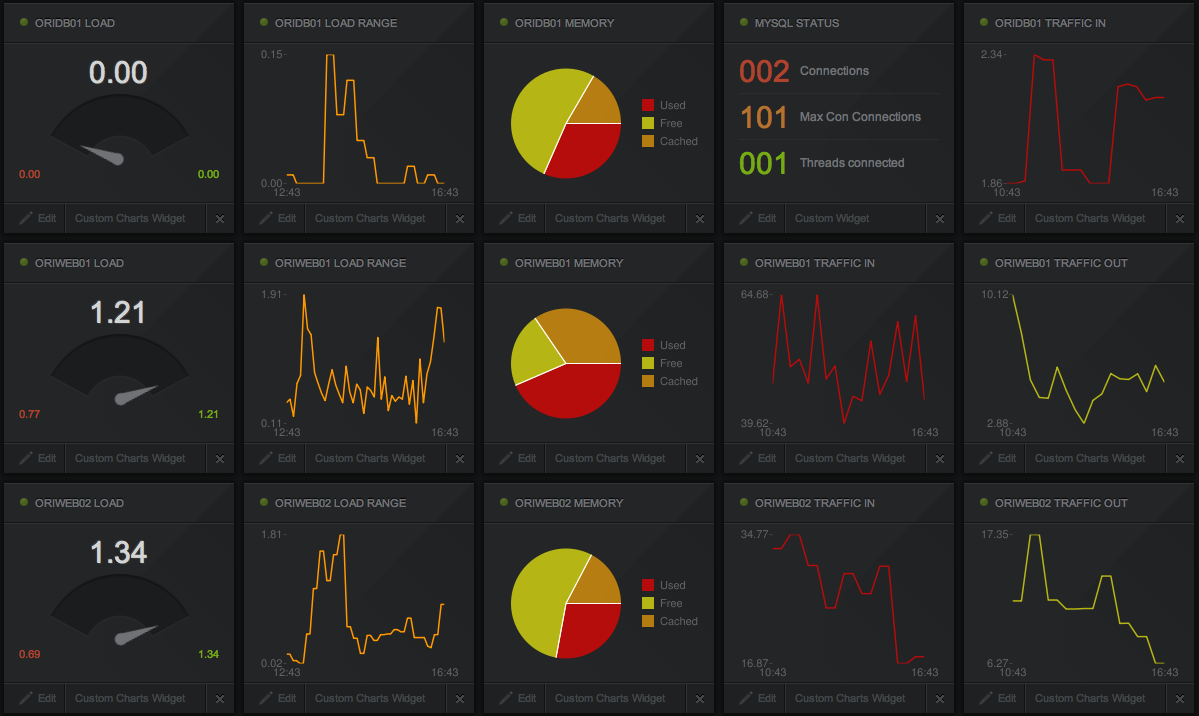 ORIDB01 LOAD
0.00
0.00 0.00
Edit Custom Charts Widget ×
ORIDB01 LOAD RANGE
0.15
0.00
12:43 16:43
Edit Custom Charts Widget ×
ORIDB01 MEMORY
Used
Free
Cached
Edit Custom Charts Widget ×
MYSQL STATUS
002 Connections
101 Max Con Connections
001 Threads connected
Edit Custom Widget ×
ORIDB01 TRAFFIC IN
2.34
1.86
10:43 16:43
Edit Custom Charts Widget ×
ORIWEB01 LOAD
1.21
0.77 1.21
Edit Custom Charts Widget ×
ORIWEB01 LOAD RANGE
1.91
0.11
12:43 16:43
Edit Custom Charts Widget ×
ORIWEB01 MEMORY
Used
Free
Cached
Edit Custom Charts Widget ×
ORIWEB01 TRAFFIC IN
64.68
39.62
10:43 16:43
Edit Custom Charts Widget ×
ORIWEB01 TRAFFIC OUT
10.12
2.88
10:43 16:43
Edit Custom Charts Widget ×
ORIWEB02 LOAD
1.34
0.69 1.34
Edit Custom Charts Widget ×
ORIWEB02 LOAD RANGE
1.81
0.02
12:43 16:43
Edit Custom Charts Widget ×
ORIWEB02 MEMORY
Used
Free
Cached
Edit Custom Charts Widget ×
ORIWEB02 TRAFFIC IN
34.77
16.87
10:43 16:43
Edit Custom Charts Widget ×
ORIWEB02 TRAFFIC OUT
17.35
6.27
10:43 16:43
Edit Custom Charts Widget ×